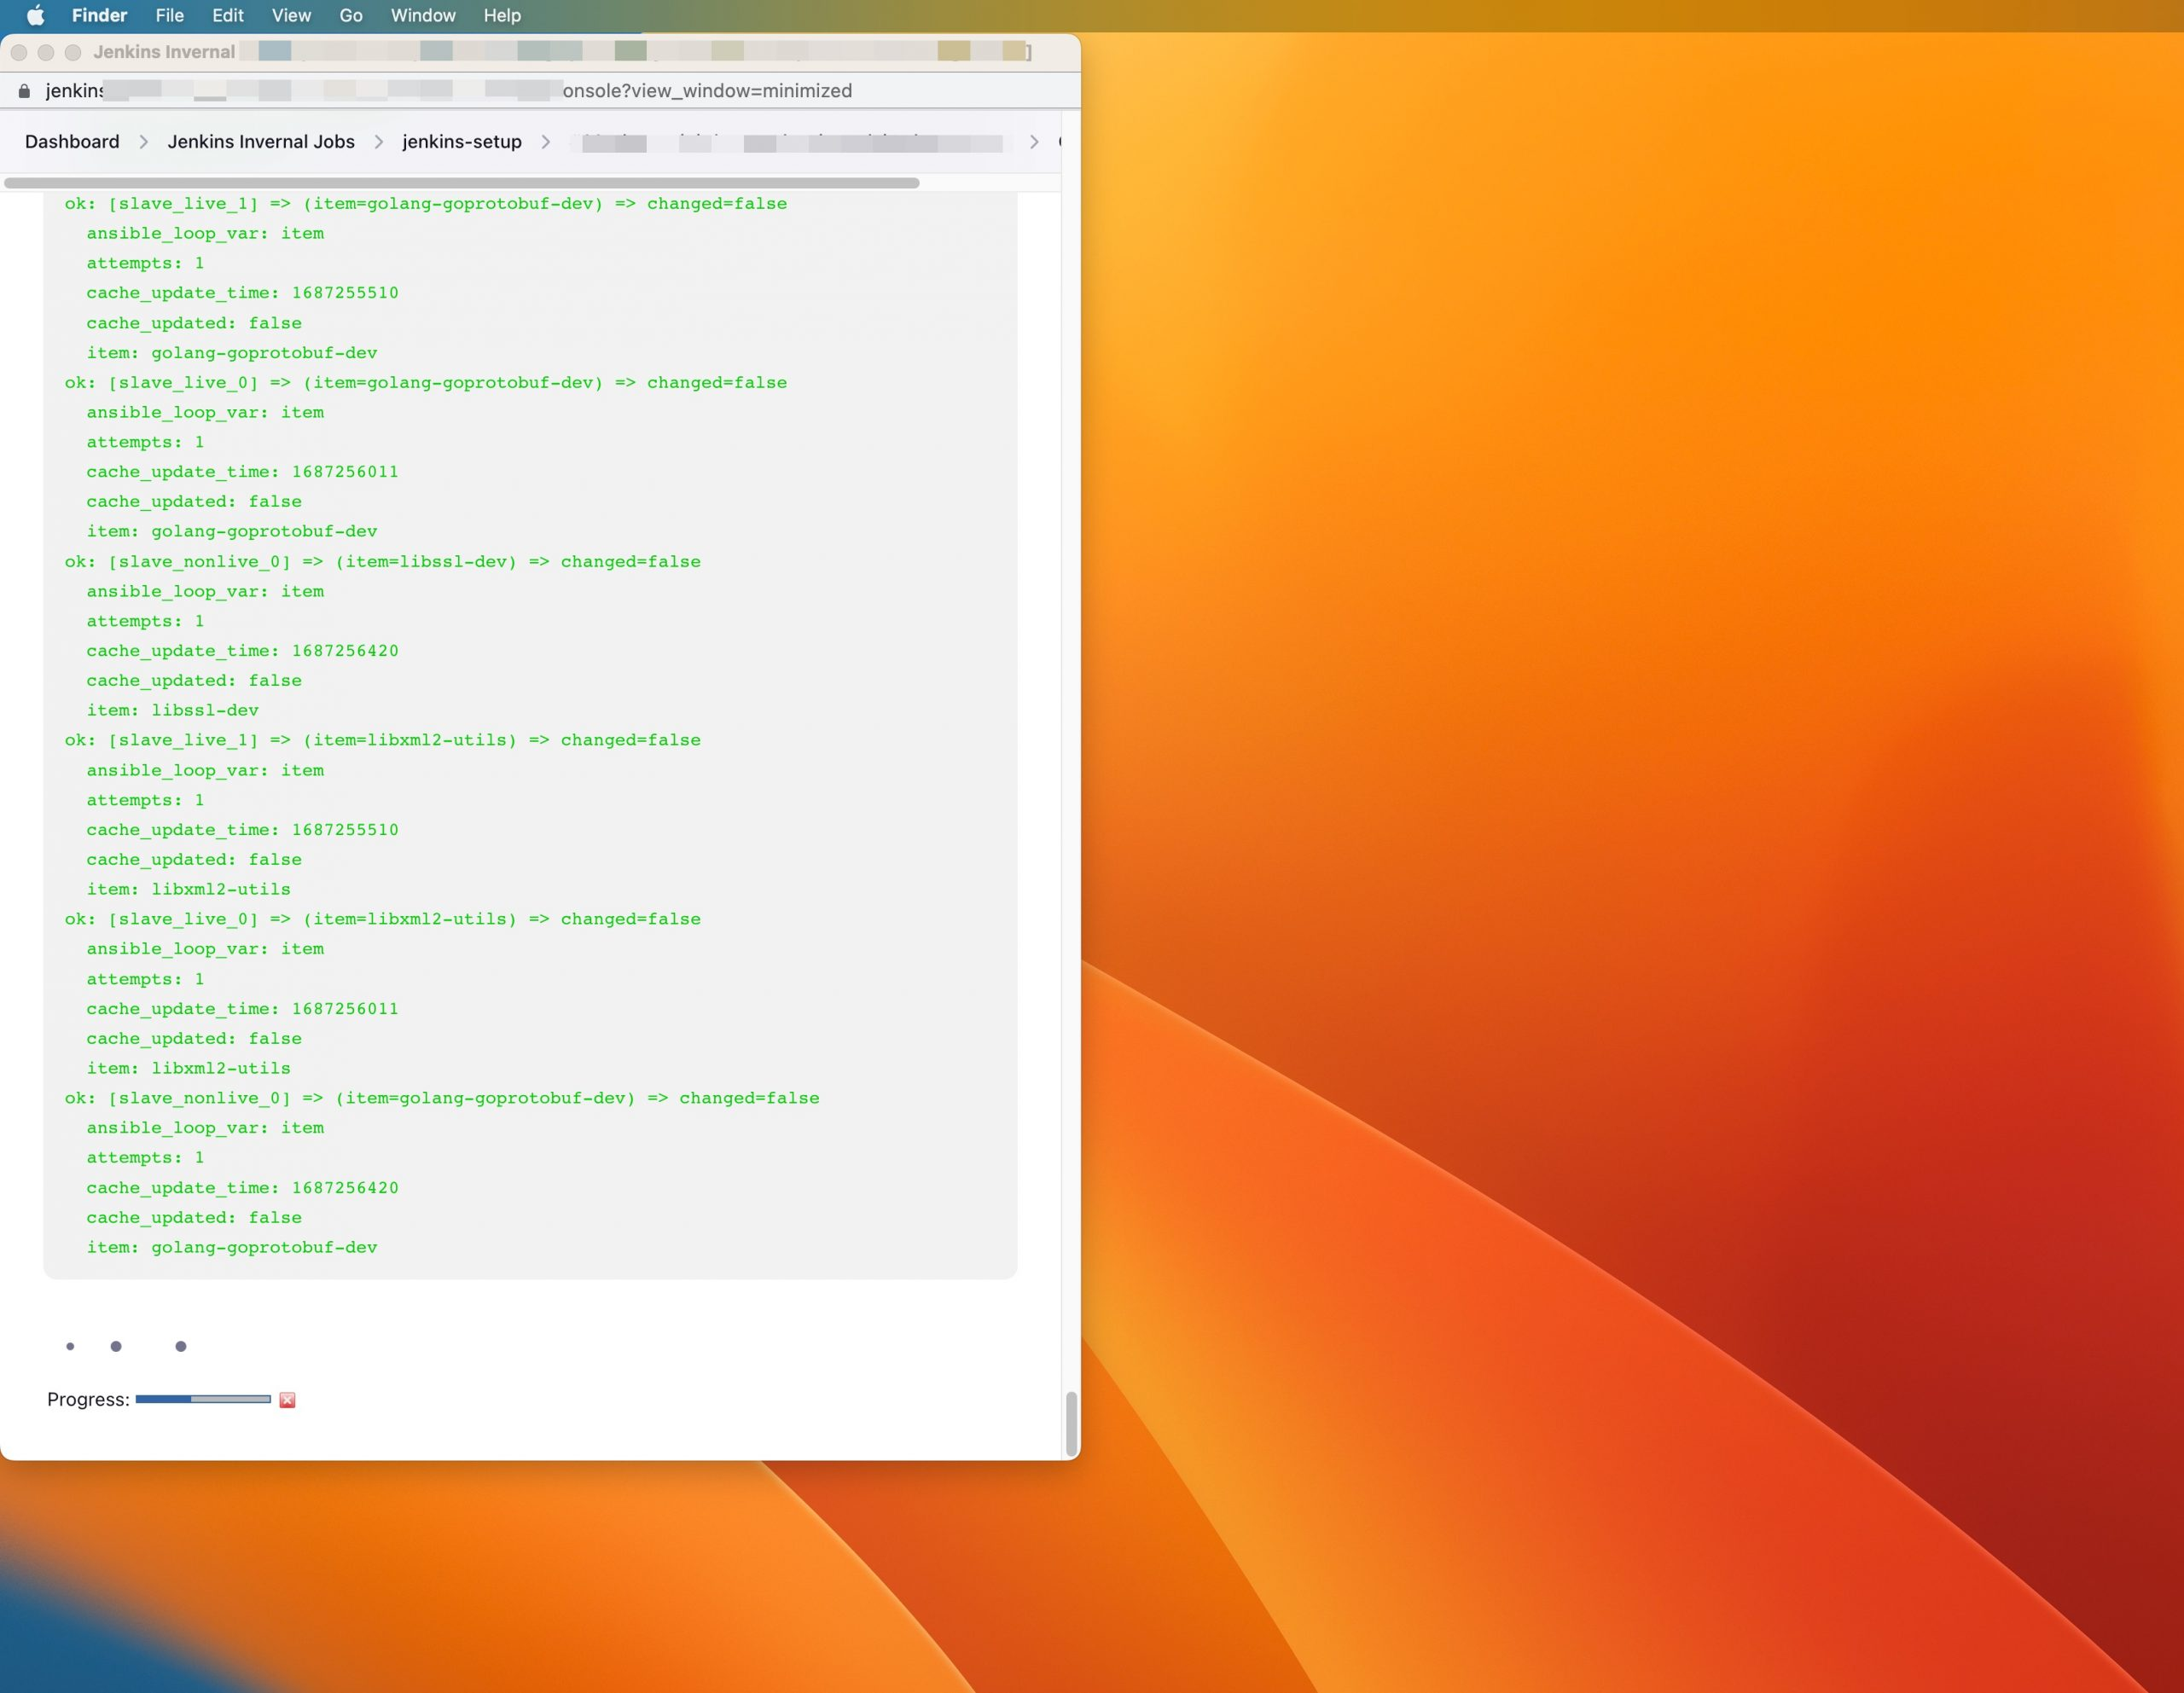 Finder File Edit View Go Window Help
Jenkins Invernal
jenkins onsole?view_window=minimized
Dashboard > Jenkins Invernal Jobs > jenkins-setup > >
ok: [slave_live_1] => (item=golang-goprotobuf-dev) => changed=false
ansible_loop_var: item
attempts: 1
cache_update_time: 1687255510
cache_updated: false
item: golang-goprotobuf-dev
ok: [slave_live_0] => (item=golang-goprotobuf-dev) => changed=false
ansible_loop_var: item
attempts: 1
cache_update_time: 1687256011
cache_updated: false
item: golang-goprotobuf-dev
ok: [slave_nonlive_0] => (item=libssl-dev) => changed=false
ansible_loop_var: item
attempts: 1
cache_update_time: 1687256420
cache_updated: false
item: libssl-dev
ok: [slave_live_1] => (item=libxml2-utils) => changed=false
ansible_loop_var: item
attempts: 1
cache_update_time: 1687255510
cache_updated: false
item: libxml2-utils
ok: [slave_live_0] => (item=libxml2-utils) => changed=false
ansible_loop_var: item
attempts: 1
cache_update_time: 1687256011
cache_updated: false
item: libxml2-utils
ok: [slave_nonlive_0] => (item=golang-goprotobuf-dev) => changed=false
ansible_loop_var: item
attempts: 1
cache_update_time: 1687256420
cache_updated: false
item: golang-goprotobuf-dev
Progress: